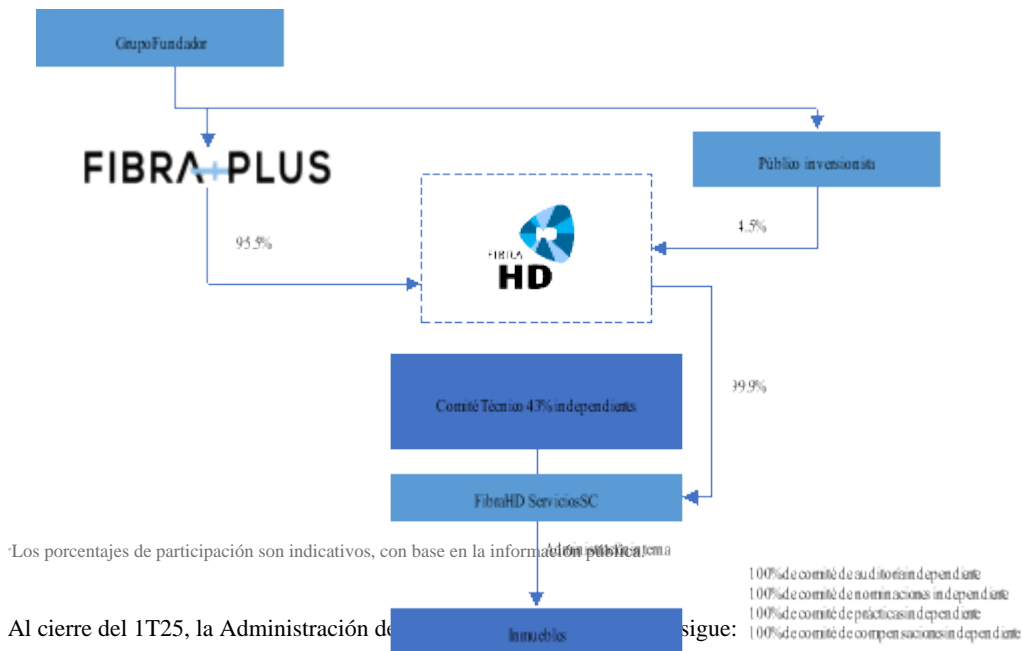 Grupo Fundador
FIBRA+PLUS
Público inversionista
95.5%
4.5%
FIBRA
HD
99.9%
Comité Técnico 43% independientes
FibraHD Servicios SC
Los porcentajes de participación son indicativos, con base en la información pública.
Administración interna
100% de comité de auditoría independiente
100% de comité de nominaciones independiente
100% de comité de prácticas independiente
100% de comité de compensaciones independiente
Al cierre del 1T25, la Administración de
sigue:
Inmuebles